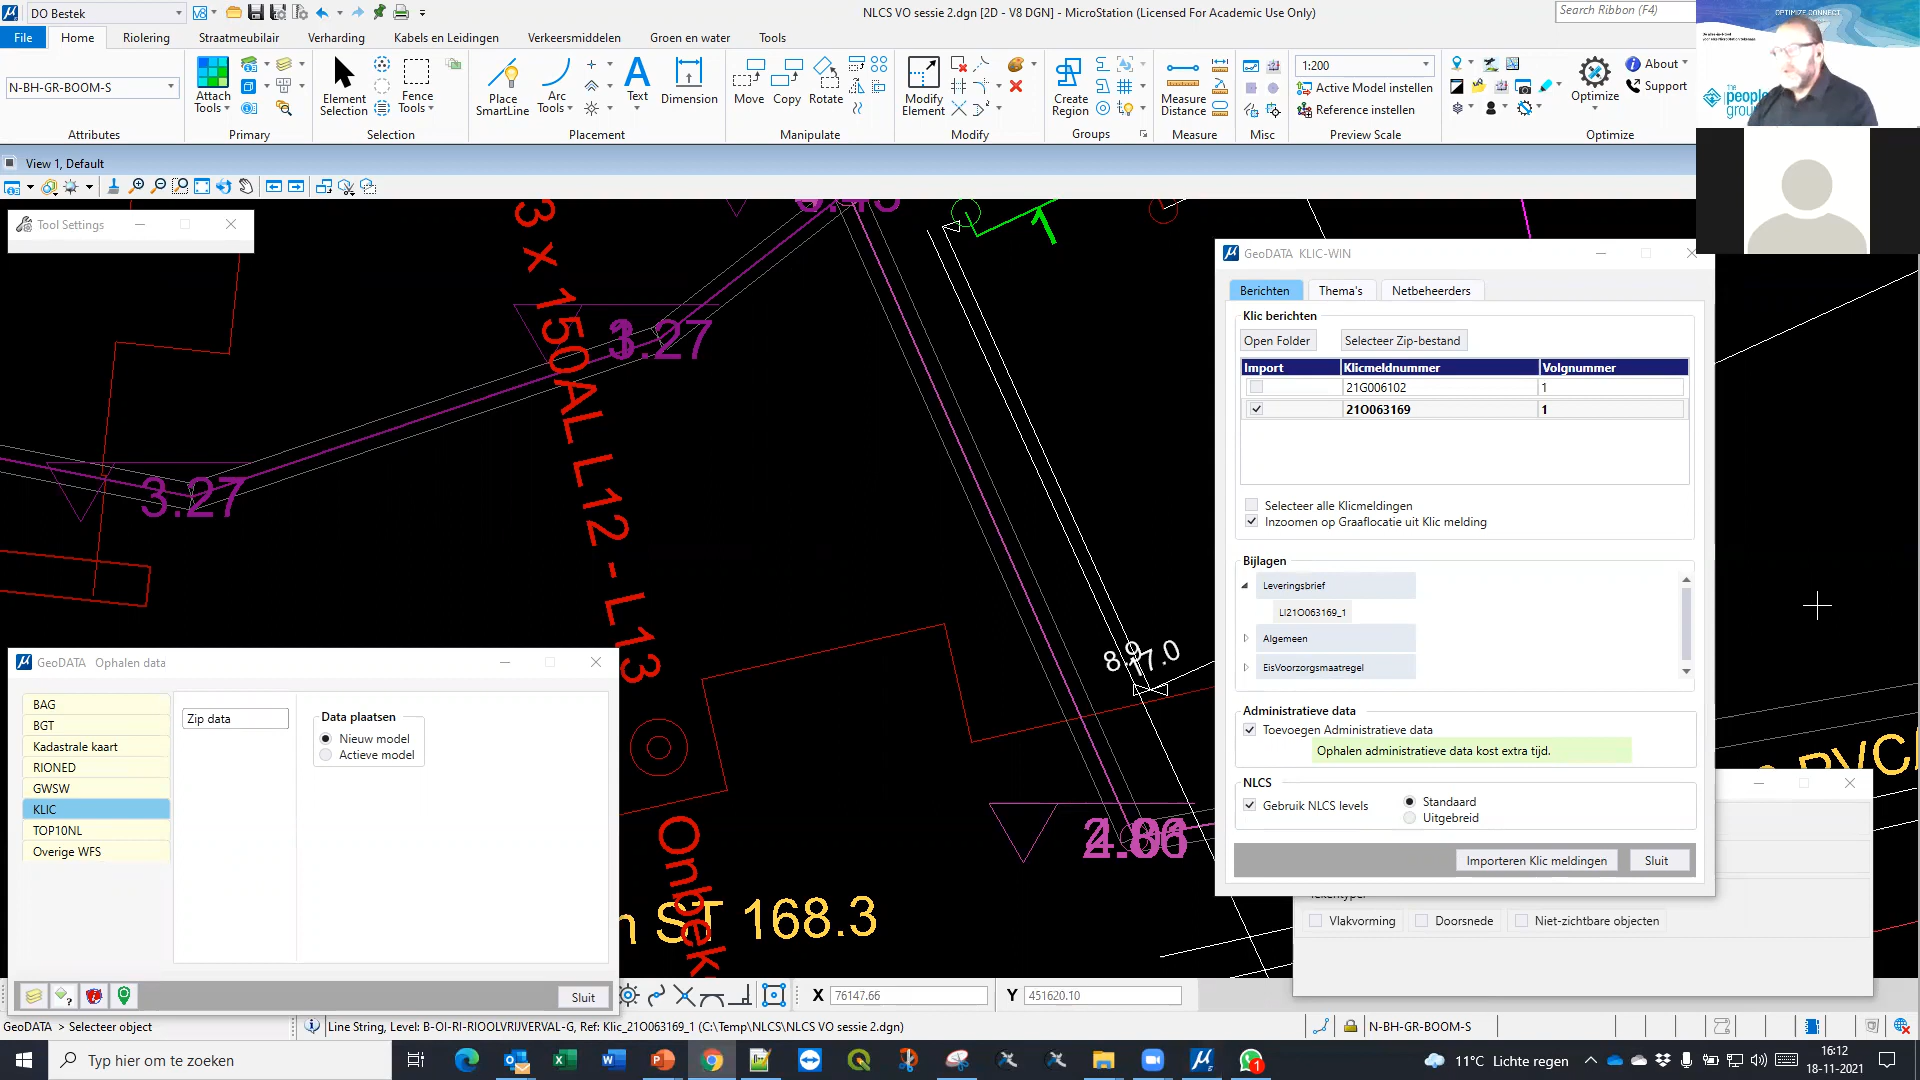 DO Bestek
NLCS VO sessie 2.dgn [2D - V8 DGN] - MicroStation (Licensed For Academic Use Only)
Search Ribbon (F4)
File Home Riolering Straatmeubilair Verharding Kabels en Leidingen Verkeersmiddelen Groen en water Tools
N-BH-GR-BOOM-S
Attributes
Attach Tools
Primary
Element Selection
Fence Tools
Selection
Place SmartLine
Arc Tools
Text
Dimension
Placement
Move
Copy
Rotate
Manipulate
Modify Element
Modify
Create Region
Groups
Measure Distance
Measure
Misc
1:200
Active Model instellen
Reference instellen
Preview Scale
Optimize
About
Support
Optimize
OPTIMIZE CONNECT
people
View 1, Default
Tool Settings
3 x 150AL L12 - L13
3.27
3.27
8.9
17.0
ST 168.3
GeoDATA KLIC-WIN
Berichten Thema's Netbeheerders
Klic berichten
Open Folder Selecteer Zip-bestand
Import Klicmeldnummer Volgnummer
21G006102 1
21O063169 1
Selecteer alle Klicmeldingen
Inzoomen op Graaflocatie uit Klic melding
Bijlagen
Leveringsbrief
LI21O063169_1
Algemeen
EisVoorzorgsmaatregel
Administratieve data
Toevoegen Administratieve data
Ophalen administratieve data kost extra tijd.
NLCS
Gebruik NLCS levels
Standaard
Uitgebreid
Importeren Klic meldingen Sluit
Vlakvorming Doorsnede Niet-zichtbare objecten
GeoDATA Ophalen data
BAG
BGT
Kadastrale kaart
RIONED
GWSW
KLIC
TOP10NL
Overige WFS
Zip data
Data plaatsen
Nieuw model
Actieve model
Sluit
X 76147.66 Y 451620.10
GeoDATA > Selecteer object
Line String, Level: B-OI-RI-RIOOLVRIJVERVAL-G, Ref: Klic_21O063169_1 (C:\Temp\NLCS\NLCS VO sessie 2.dgn)
N-BH-GR-BOOM-S
Typ hier om te zoeken
11°C Lichte regen
16:12
18-11-2021